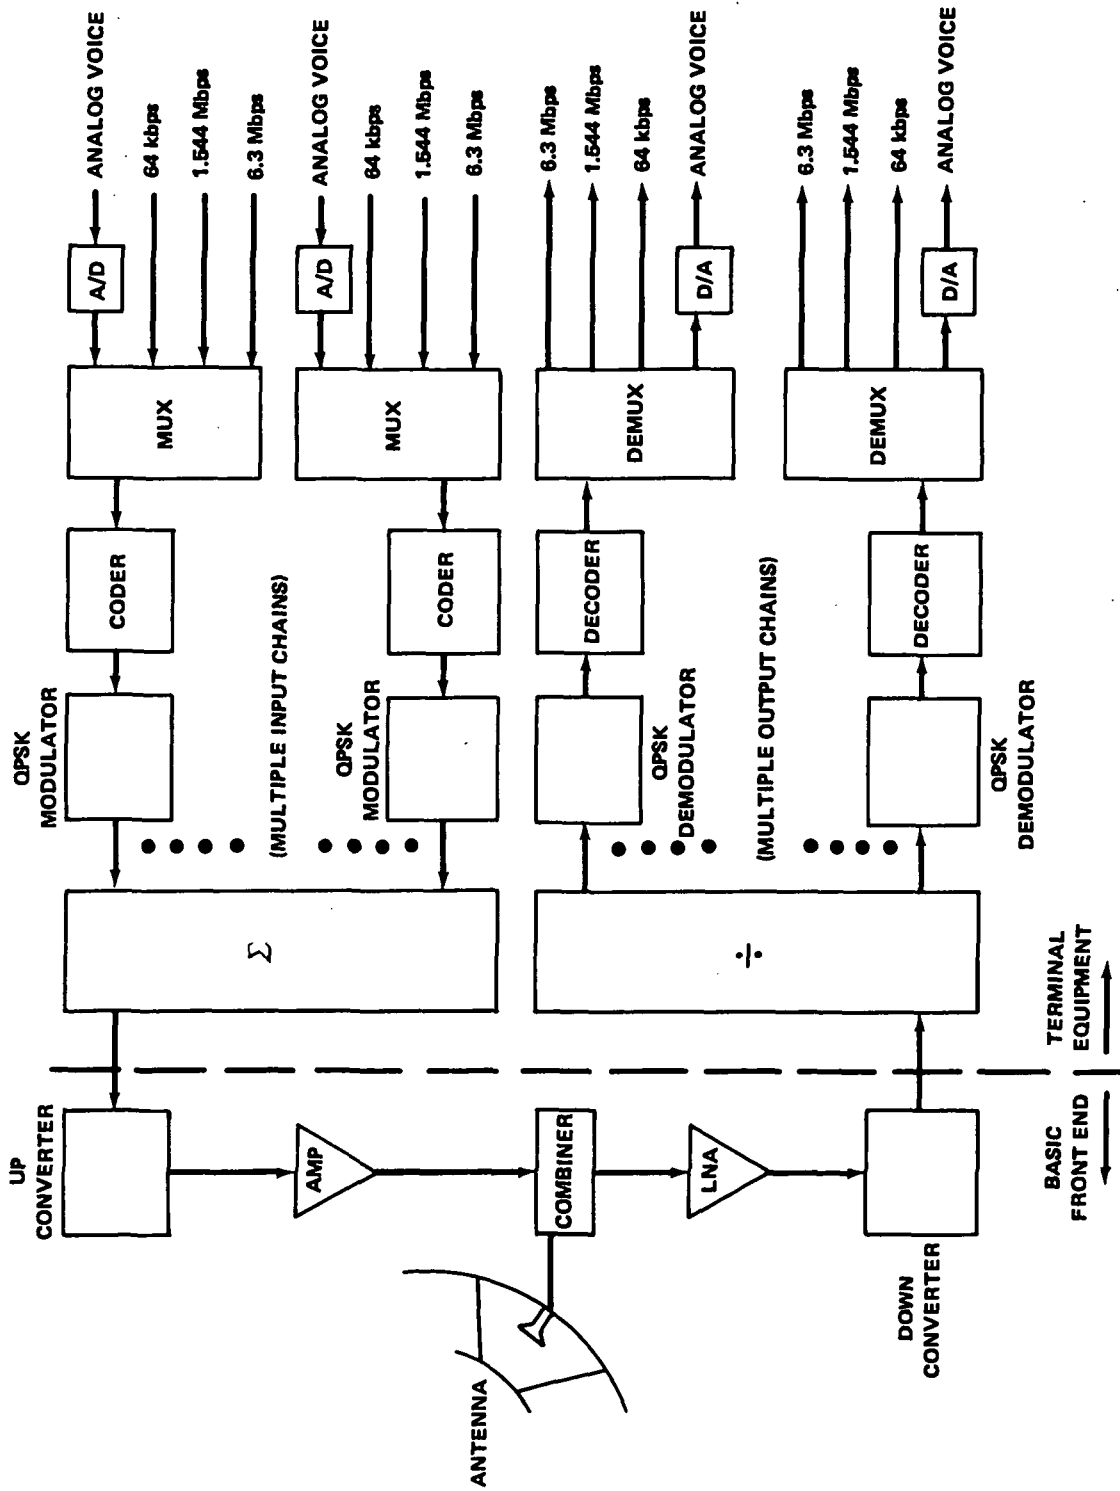 UP
CONVERTER
AMP
ANTENNA
COMBINER
LNA
DOWN
CONVERTER
BASIC
FRONT END
TERMINAL
EQUIPMENT
Σ
÷
QPSK
MODULATOR
CODER
MUX
A/D
ANALOG VOICE
64 kbps
1.544 Mbps
6.3 Mbps
(MULTIPLE INPUT CHAINS)
QPSK
MODULATOR
CODER
MUX
A/D
ANALOG VOICE
64 kbps
1.544 Mbps
6.3 Mbps
QPSK
DEMODULATOR
DECODER
DEMUX
D/A
6.3 Mbps
1.544 Mbps
64 kbps
ANALOG VOICE
(MULTIPLE OUTPUT CHAINS)
QPSK
DEMODULATOR
DECODER
DEMUX
D/A
6.3 Mbps
1.544 Mbps
64 kbps
ANALOG VOICE